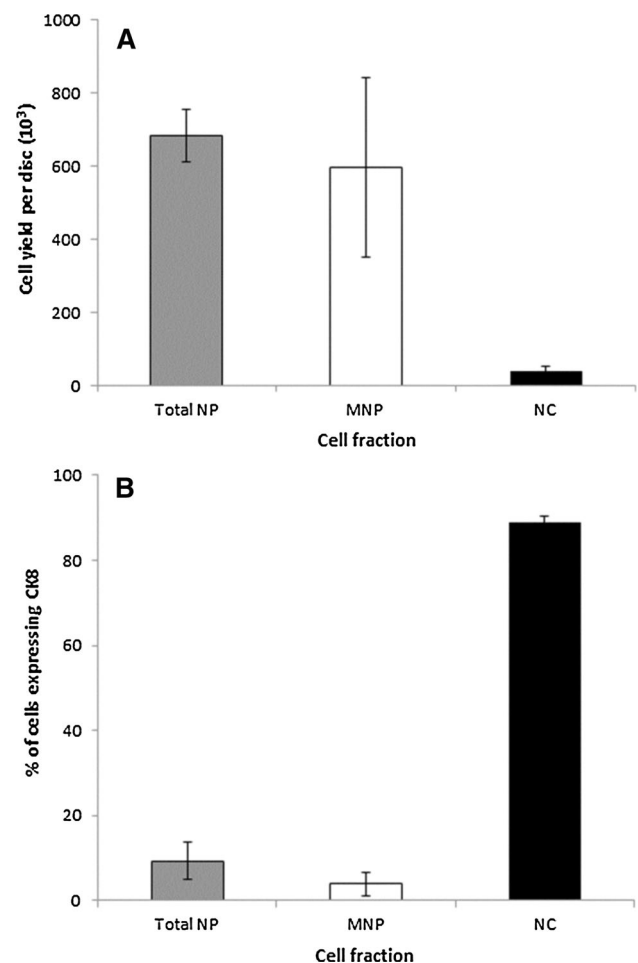 A
Cell yield per disc (10³)
1000
800
600
400
200
0
Total NP MNP NC
Cell fraction
B
% of cells expressing CK8
100
80
60
40
20
0
Total NP MNP NC
Cell fraction